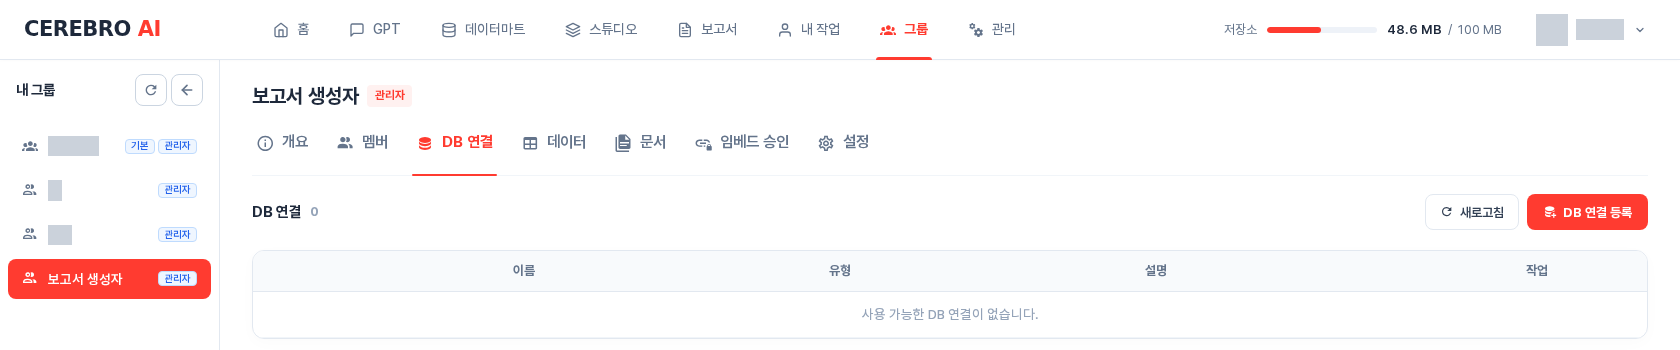 CEREBRO AI 홈 GPT 데이터마트 스튜디오 보고서 내 작업 그룹 관리 저장소 48.6 MB / 100 MB
내 그룹
기본 관리자
관리자
관리자
보고서 생성자 관리자
보고서 생성자 관리자
개요 멤버 DB 연결 데이터 문서 임베드 승인 설정
DB 연결 0 새로고침 DB 연결 등록
이름 유형 설명 작업
사용 가능한 DB 연결이 없습니다.